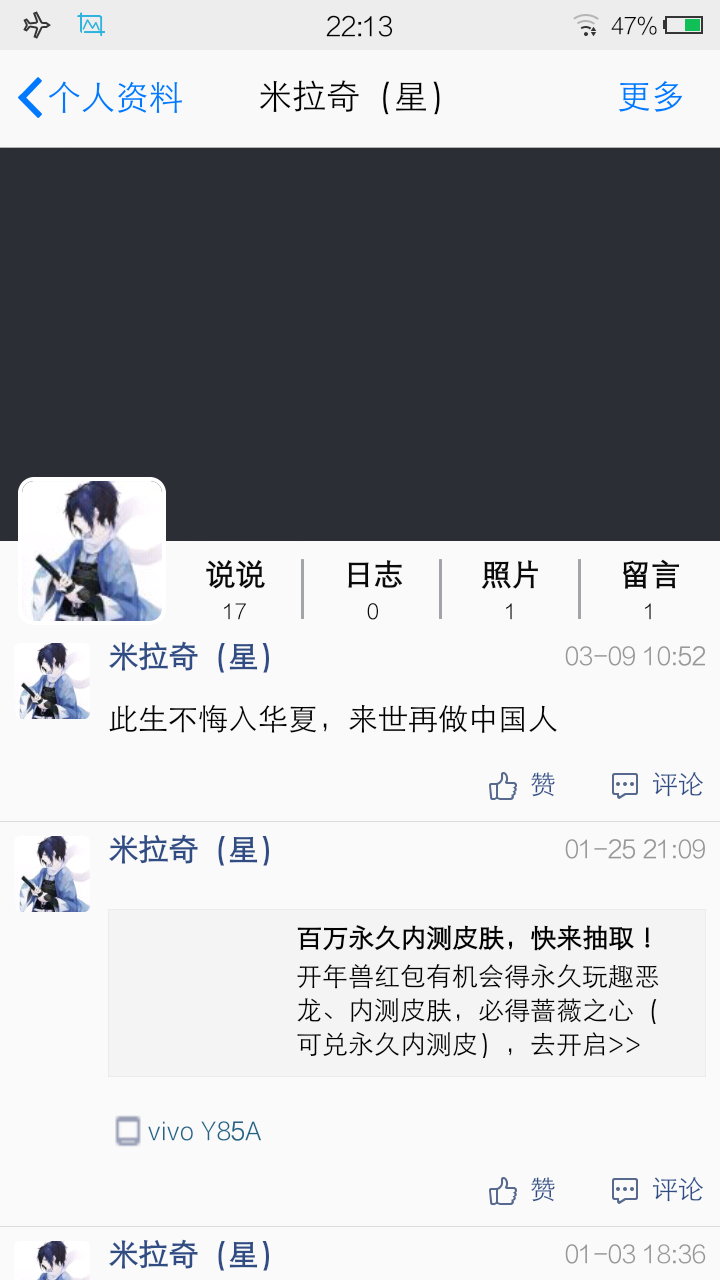 22:13 47%
个人资料 米拉奇（星） 更多
说说 日志 照片 留言
17 0 1 1
米拉奇（星） 03-09 10:52
此生不悔入华夏，来世再做中国人
赞 评论
米拉奇（星） 01-25 21:09
百万永久内测皮肤，快来抽取！
开年兽红包有机会得永久玩趣恶
龙、内测皮肤，必得蔷薇之心（
可兑永久内测皮），去开启>>
vivo Y85A
赞 评论
米拉奇（星） 01-03 18:36